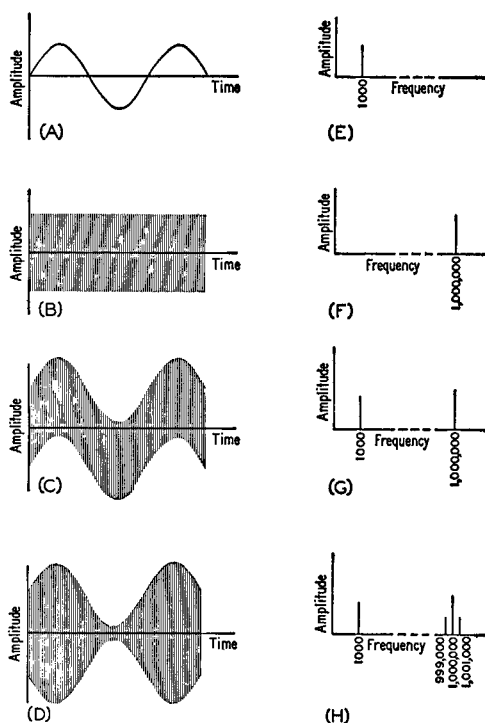 Amplitude
Time
(A)
Amplitude
Frequency
1000
(E)
Amplitude
Time
(B)
Amplitude
Frequency
1,000,000
(F)
Amplitude
Time
(C)
Amplitude
Frequency
1000
1,000,000
(G)
Amplitude
Time
(D)
Amplitude
Frequency
1000
999,000
1,000,000
1,001,000
(H)